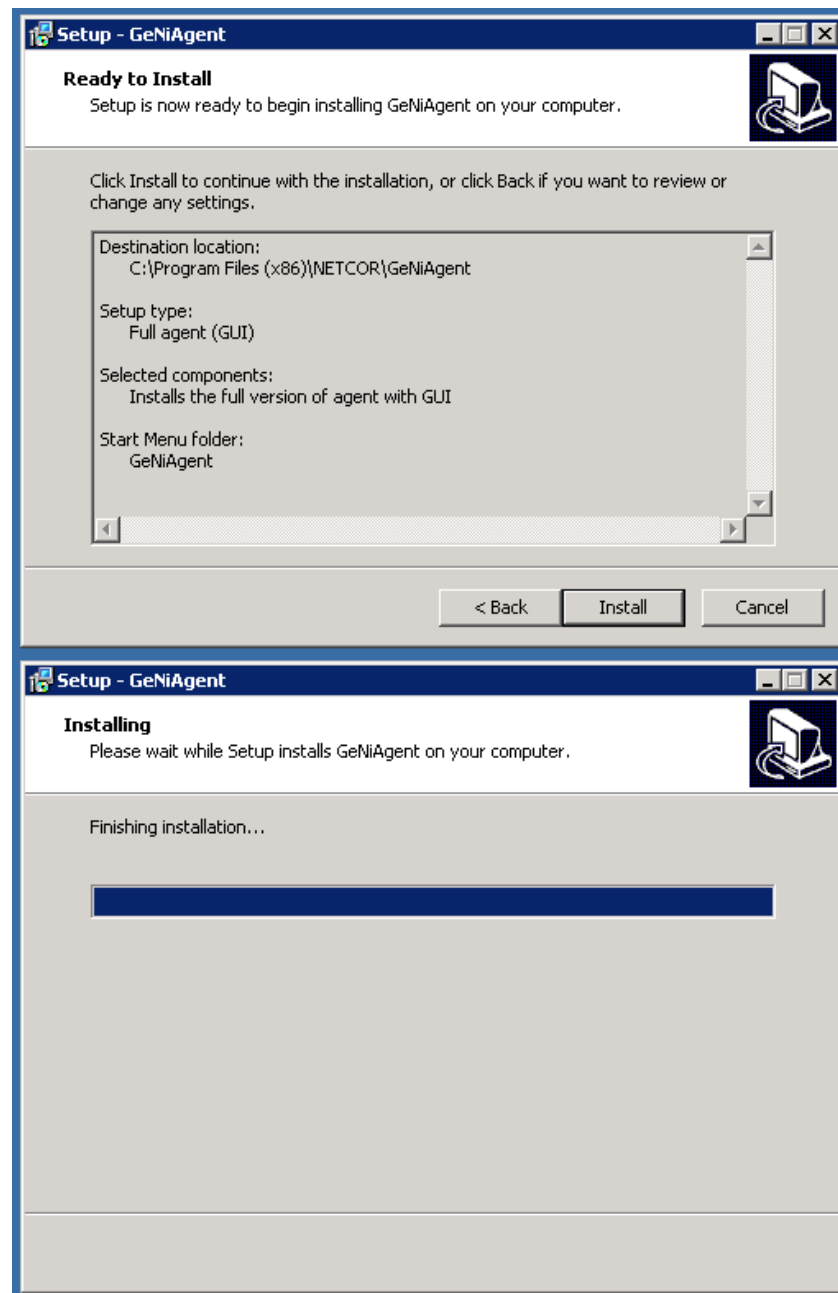 Setup - GeNiAgent
Ready to Install
Setup is now ready to begin installing GeNiAgent on your computer.
Click Install to continue with the installation, or click Back if you want to review or
change any settings.
Destination location:
C:\Program Files (x86)\NETCOR\GeNiAgent
Setup type:
Full agent (GUI)
Selected components:
Installs the full version of agent with GUI
Start Menu folder:
GeNiAgent
< Back Install Cancel
Setup - GeNiAgent
Installing
Please wait while Setup installs GeNiAgent on your computer.
Finishing installation...